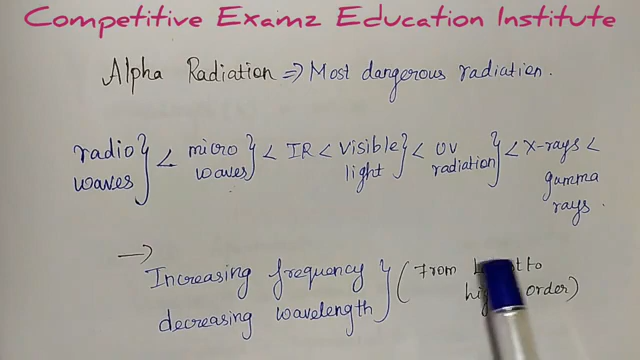 Competitive Examz Education Institute
Alpha Radiation ⇒ Most dangerous radiation.
radio waves } < micro waves } < IR < Visible light } < UV radiation } < X-rays < gamma rays.
→ Increasing frequency
decreasing wavelength } (From to
order)